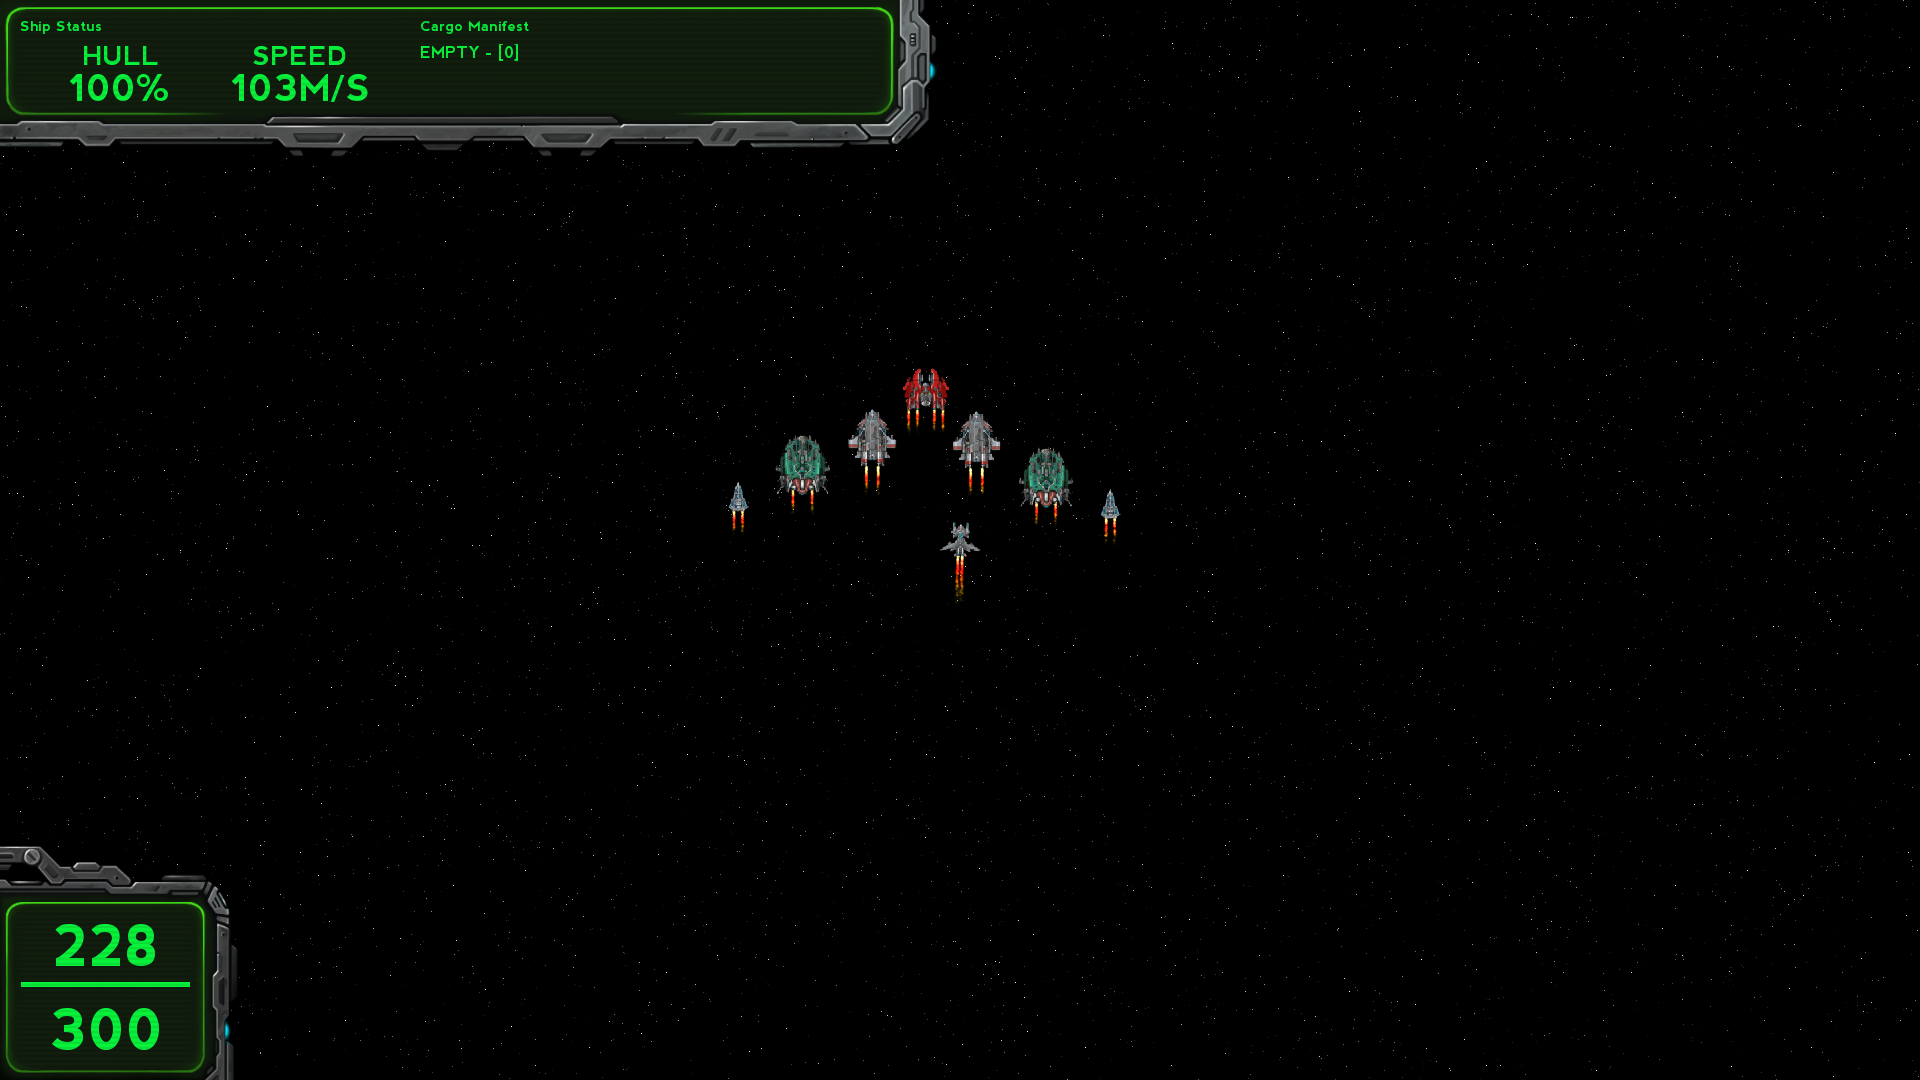 Ship Status
HULL
100%
SPEED
103M/S
Cargo Manifest
EMPTY - [0]
228
300